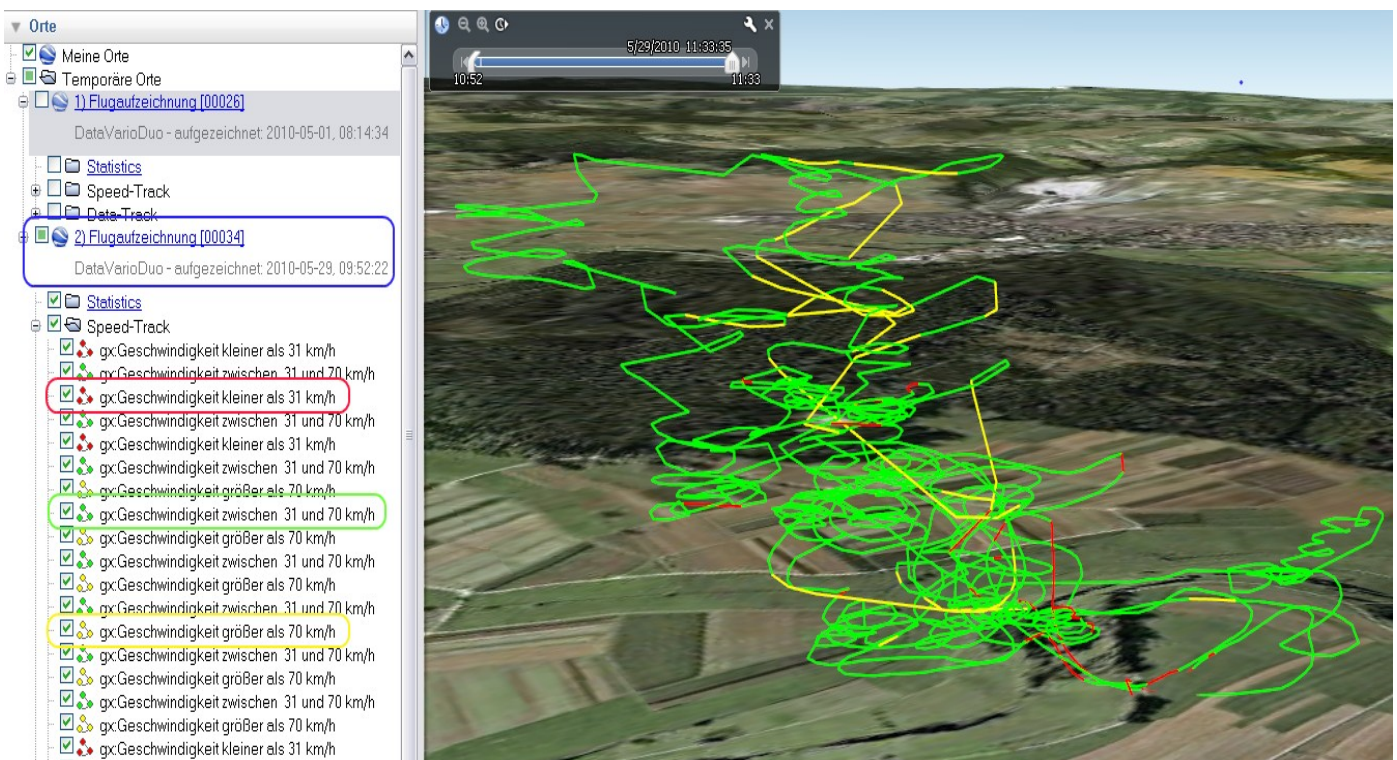 Orte
Meine Orte
Temporäre Orte
1) Flugaufzeichnung [00026]
DataVarioDuo - aufgezeichnet: 2010-05-01, 08:14:34
Statistics
Speed-Track
Data-Track
2) Flugaufzeichnung [00034]
DataVarioDuo - aufgezeichnet: 2010-05-29, 09:52:22
Statistics
Speed-Track
gx:Geschwindigkeit kleiner als 31 km/h
gx:Geschwindigkeit zwischen 31 und 70 km/h
gx:Geschwindigkeit kleiner als 31 km/h
gx:Geschwindigkeit zwischen 31 und 70 km/h
gx:Geschwindigkeit kleiner als 31 km/h
gx:Geschwindigkeit zwischen 31 und 70 km/h
gx:Geschwindigkeit größer als 70 km/h
gx:Geschwindigkeit zwischen 31 und 70 km/h
gx:Geschwindigkeit größer als 70 km/h
gx:Geschwindigkeit zwischen 31 und 70 km/h
gx:Geschwindigkeit größer als 70 km/h
gx:Geschwindigkeit zwischen 31 und 70 km/h
gx:Geschwindigkeit größer als 70 km/h
gx:Geschwindigkeit zwischen 31 und 70 km/h
gx:Geschwindigkeit größer als 70 km/h
gx:Geschwindigkeit zwischen 31 und 70 km/h
gx:Geschwindigkeit größer als 70 km/h
gx:Geschwindigkeit kleiner als 31 km/h
5/29/2010 11:33:35
10:52 11:33